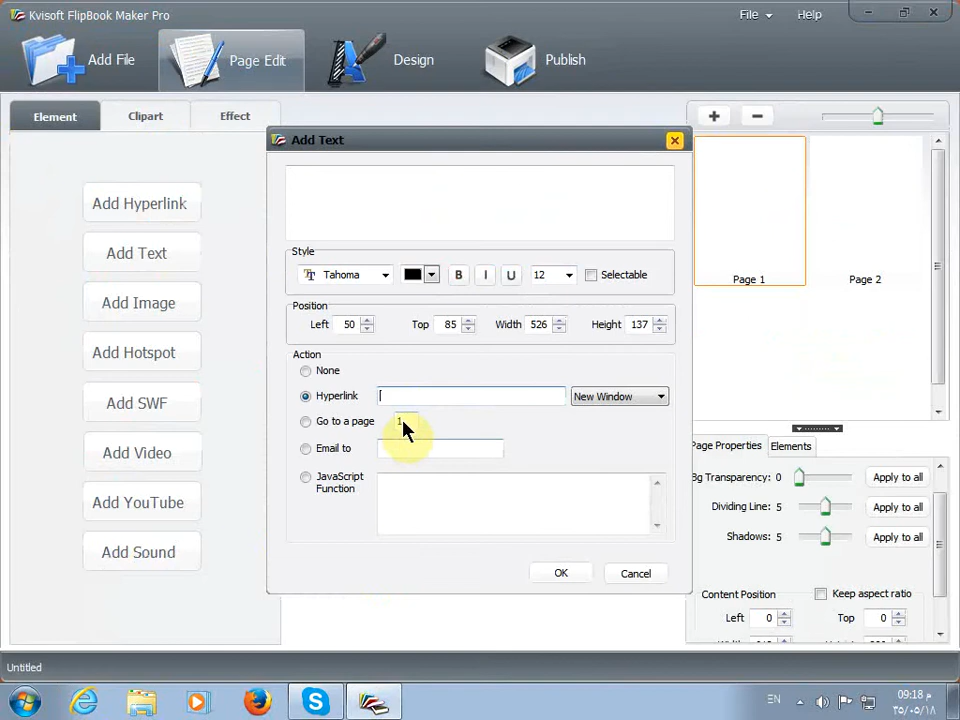 Kvisoft FlipBook Maker Pro
File
Help
Add File
Page Edit
Design
Publish
Element
Clipart
Effect
Add Hyperlink
Add Text
Add Image
Add Hotspot
Add SWF
Add Video
Add YouTube
Add Sound
Add Text
Style
Tahoma
B
I
U
12
Selectable
Position
Left 50
Top 85
Width 526
Height 137
Action
None
Hyperlink
New Window
Go to a page 1
Email to
JavaScript
Function
OK
Cancel
Page 1
Page 2
Page Properties
Elements
Bg Transparency: 0
Apply to all
Dividing Line: 5
Apply to all
Shadows: 5
Apply to all
Content Position
Keep aspect ratio
Left 0
Top 0
Untitled
EN
09:18 م
٣٥/٠٥/١٨